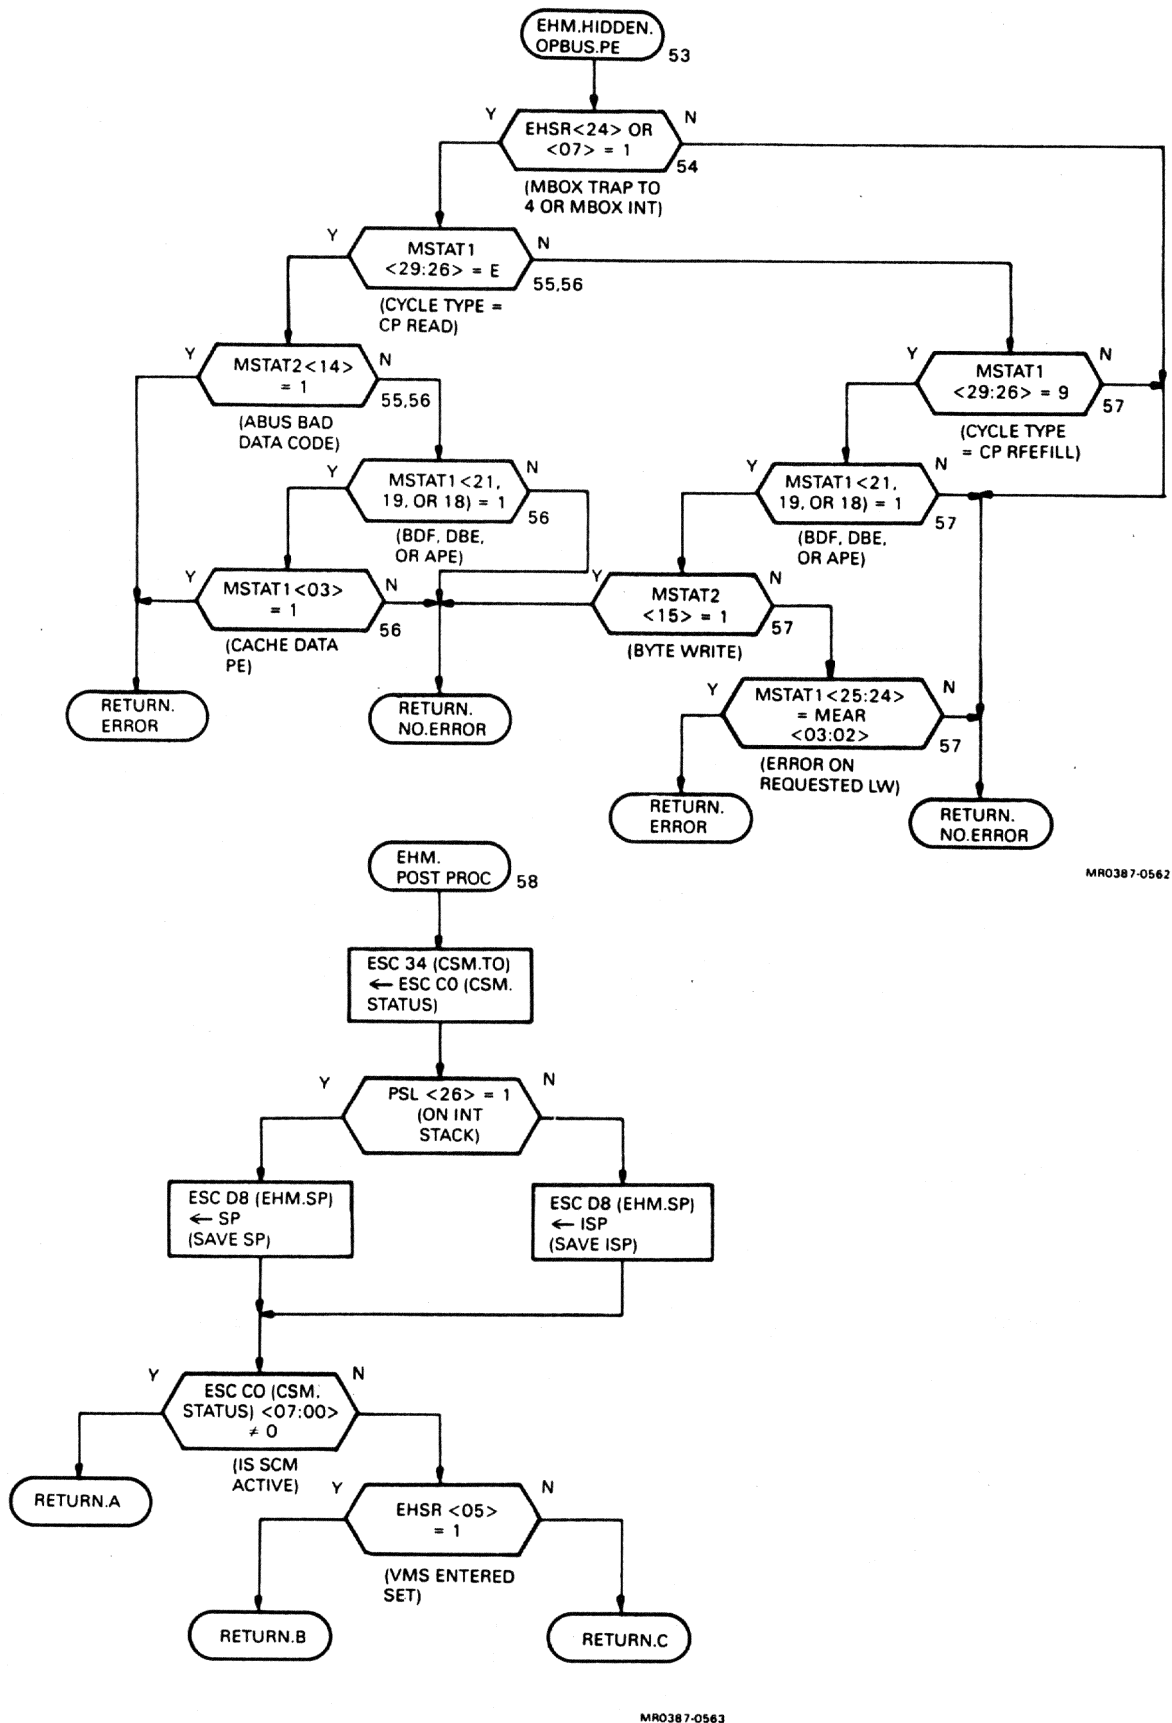 EHM.HIDDEN.
OPBUS.PE
53
Y
N
EHSR<24> OR
<07> = 1
54
(MBOX TRAP TO
4 OR MBOX INT)
Y
N
MSTAT1
<29:26> = E
55,56
(CYCLE TYPE =
CP READ)
Y
N
MSTAT2<14>
= 1
55,56
(ABUS BAD
DATA CODE)
Y
N
MSTAT1
<29:26> = 9
57
(CYCLE TYPE
= CP RFEFILL)
Y
N
MSTAT1<21,
19, OR 18) = 1
56
(BDF, DBE,
OR APE)
Y
N
MSTAT1<21,
19, OR 18) = 1
57
(BDF, DBE,
OR APE)
Y
N
MSTAT1<03>
= 1
56
(CACHE DATA
PE)
Y
N
MSTAT2
<15> = 1
57
(BYTE WRITE)
RETURN.
ERROR
RETURN.
NO.ERROR
Y
N
MSTAT1<25:24>
= MEAR
<03:02>
57
(ERROR ON
REQUESTED LW)
RETURN.
ERROR
RETURN.
NO.ERROR
MR0387-0562
EHM.
POST PROC
58
ESC 34 (CSM.TO)
← ESC C0 (CSM.
STATUS)
Y
N
PSL <26> = 1
(ON INT
STACK)
ESC D8 (EHM.SP)
← SP
(SAVE SP)
ESC D8 (EHM.SP)
← ISP
(SAVE ISP)
Y
N
ESC CO (CSM.
STATUS) <07:00>
≠ 0
(IS SCM
ACTIVE)
RETURN.A
Y
N
EHSR <05>
= 1
(VMS ENTERED
SET)
RETURN.B
RETURN.C
MR0387-0563